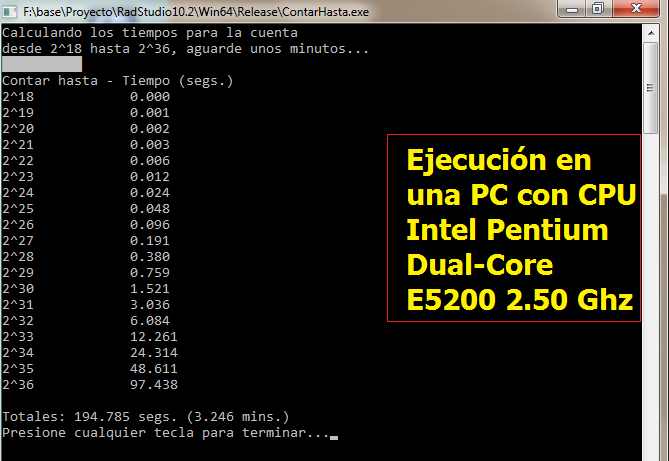 F:\base\Proyecto\RadStudio10.2\Win64\Release\ContarHasta.exe
Calculando los tiempos para la cuenta
desde 2^18 hasta 2^36, aguarde unos minutos...
Contar hasta - Tiempo (segs.)
2^18 0.000
2^19 0.001
2^20 0.002
2^21 0.003
2^22 0.006
2^23 0.012
2^24 0.024
2^25 0.048
2^26 0.096
2^27 0.191
2^28 0.380
2^29 0.759
2^30 1.521
2^31 3.036
2^32 6.084
2^33 12.261
2^34 24.314
2^35 48.611
2^36 97.438
Totales: 194.785 segs. (3.246 mins.)
Presione cualquier tecla para terminar...
Ejecución en
una PC con CPU
Intel Pentium
Dual-Core
E5200 2.50 Ghz